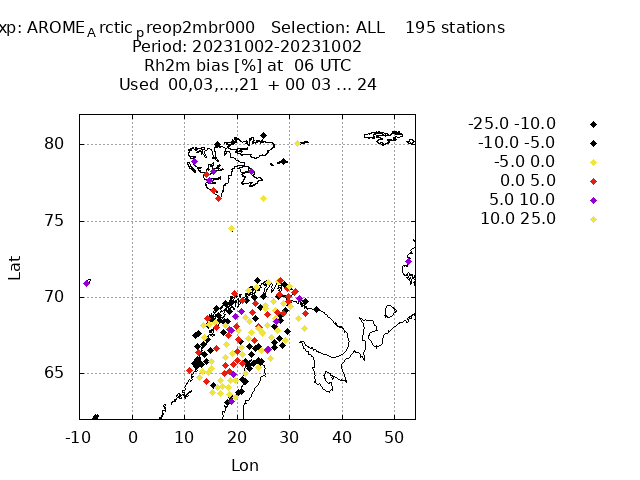 xp: AROME_Arctic_preop2mbr000 Selection: ALL 195 stations
Period: 20231002-20231002
Rh2m bias [%] at 06 UTC
Used 00,03,...,21 + 00 03 ... 24
-25.0 -10.0
-10.0 -5.0
-5.0 0.0
0.0 5.0
5.0 10.0
10.0 25.0
80
75
70
65
Lat
-10 0 10 20 30 40 50
Lon